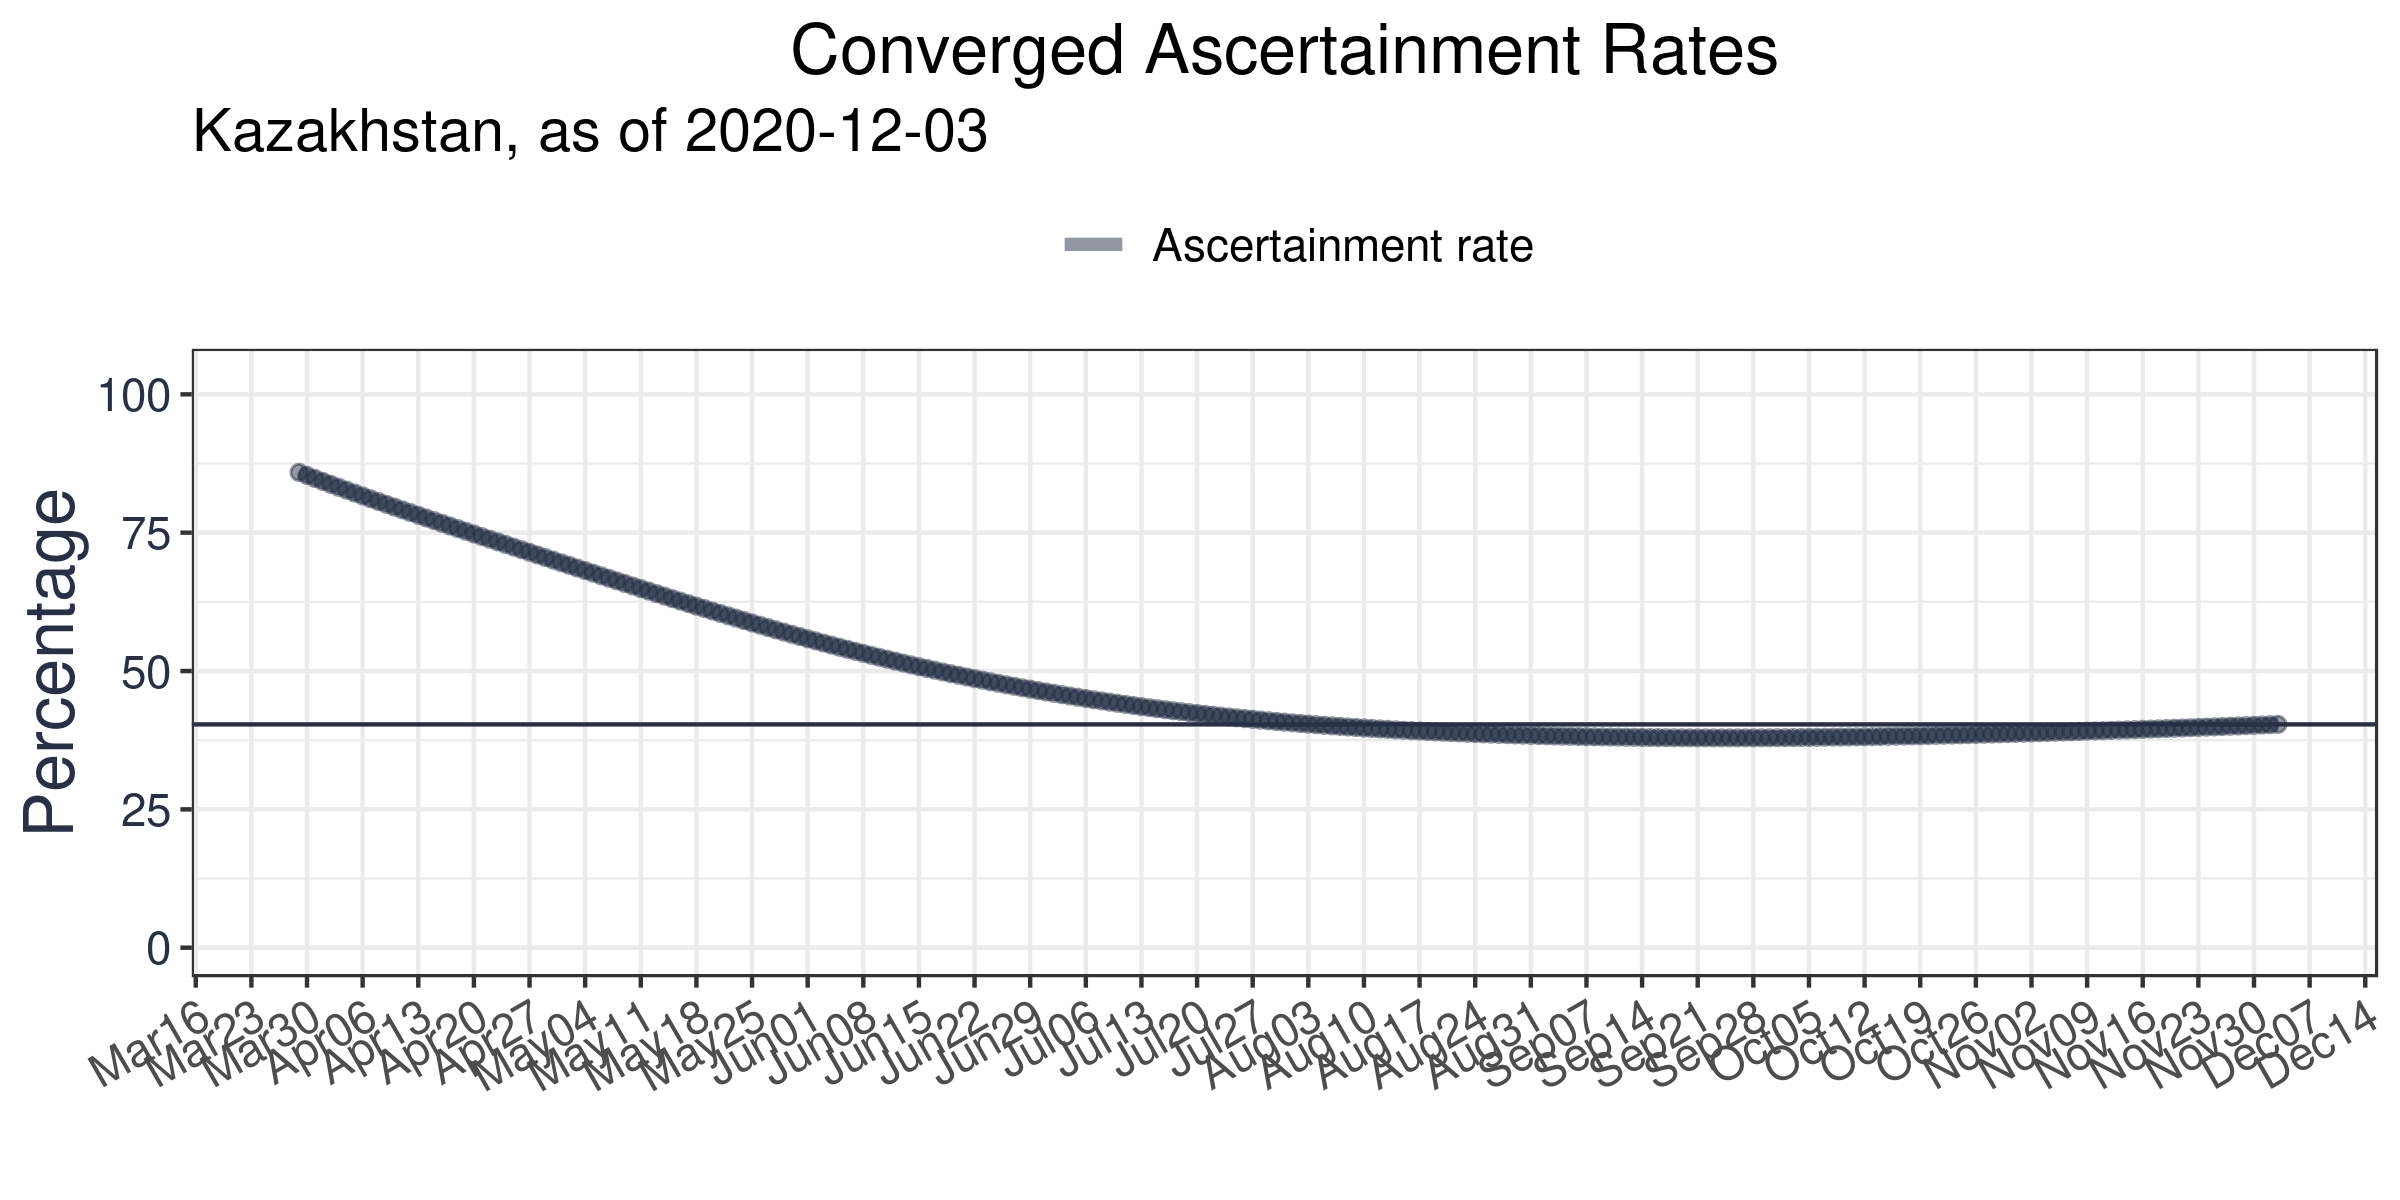 Converged Ascertainment Rates
Kazakhstan, as of 2020-12-03
Ascertainment rate
Percentage
100
75
50
25
0
Mar16 Mar23 Mar30 Apr06 Apr13 Apr20 Apr27 May04 May11 May18 May25 Jun01 Jun08 Jun15 Jun22 Jun29 Jul06 Jul13 Jul20 Jul27 Aug03 Aug10 Aug17 Aug24 Aug31 Sep07 Sep14 Sep21 Sep28 Oct05 Oct12 Oct19 Oct26 Nov02 Nov09 Nov16 Nov23 Nov30 Dec07 Dec14